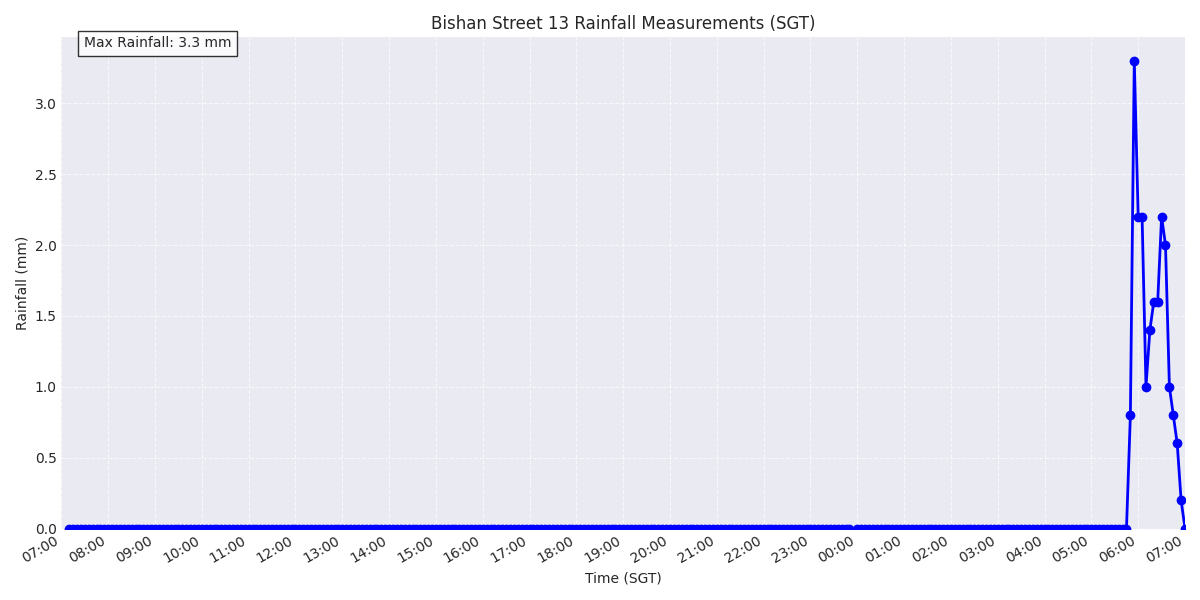 Bishan Street 13 Rainfall Measurements (SGT)
Max Rainfall: 3.3 mm
3.0
2.5
2.0
1.5
1.0
0.5
0.0
Rainfall (mm)
07:00 08:00 09:00 10:00 11:00 12:00 13:00 14:00 15:00 16:00 17:00 18:00 19:00 20:00 21:00 22:00 23:00 00:00 01:00 02:00 03:00 04:00 05:00 06:00 07:00
Time (SGT)